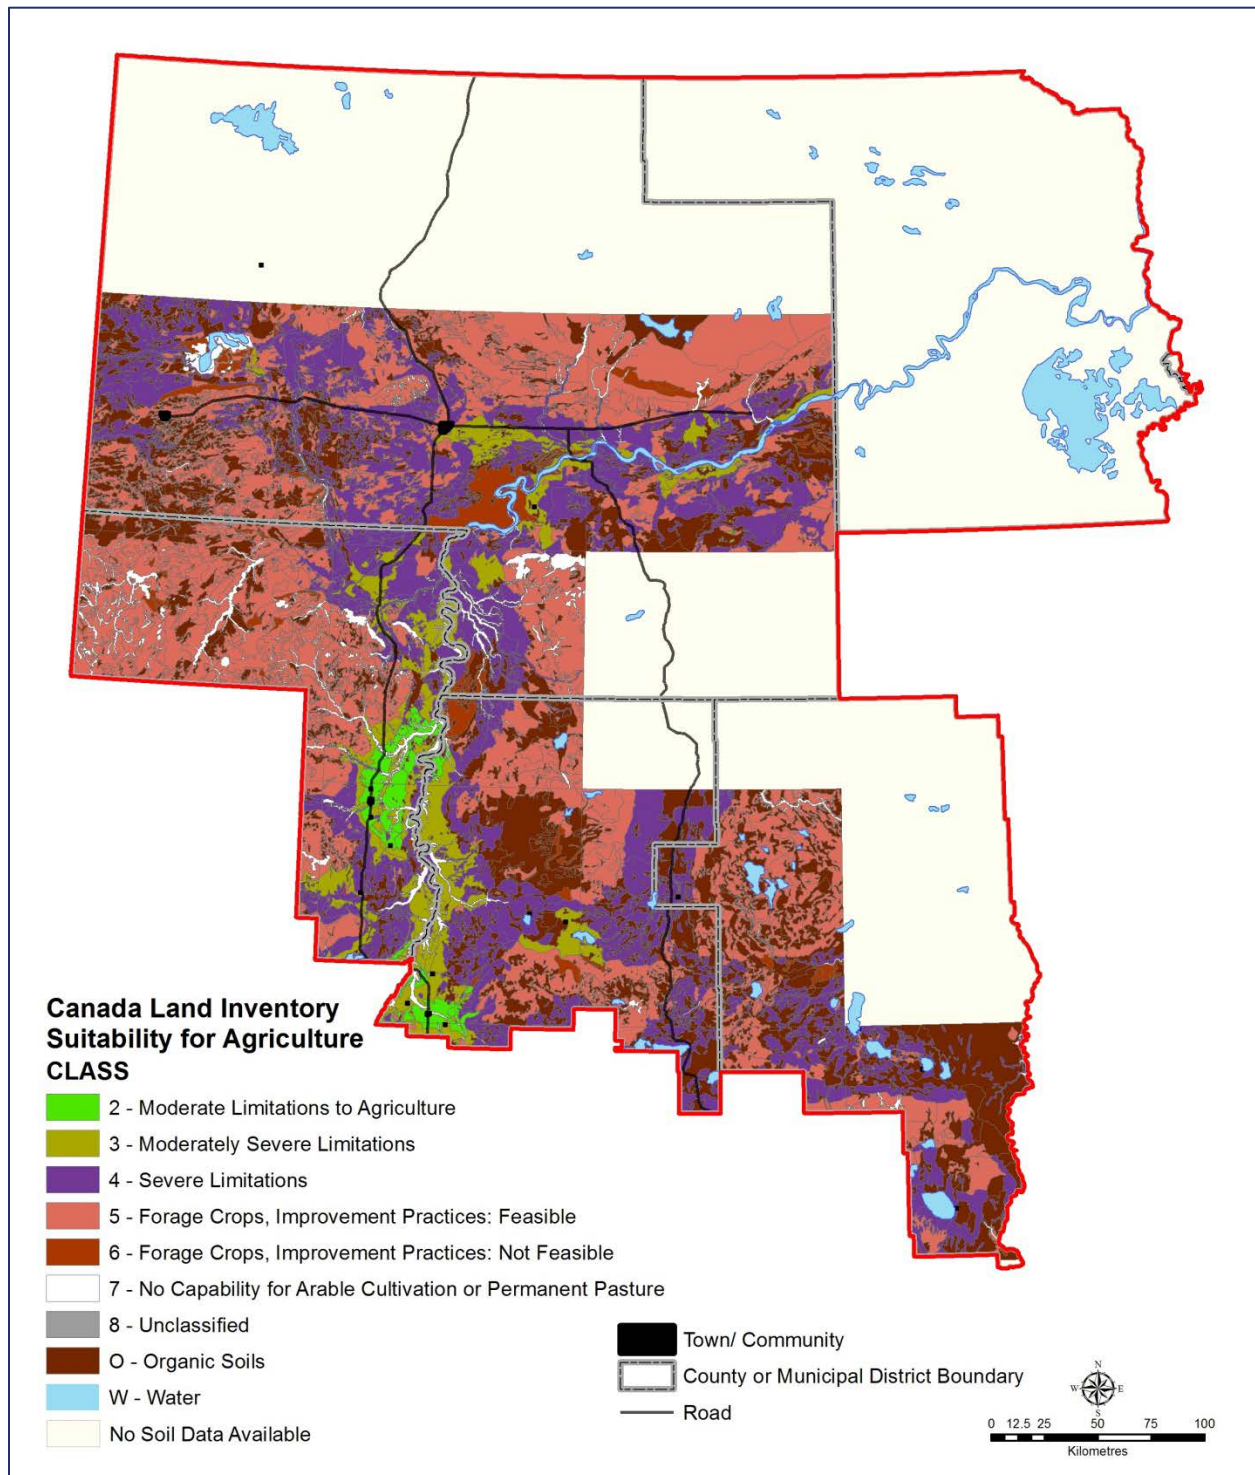 Canada Land Inventory
Suitability for Agriculture
CLASS
2 - Moderate Limitations to Agriculture
3 - Moderately Severe Limitations
4 - Severe Limitations
5 - Forage Crops, Improvement Practices: Feasible
6 - Forage Crops, Improvement Practices: Not Feasible
7 - No Capability for Arable Cultivation or Permanent Pasture
8 - Unclassified
O - Organic Soils
W - Water
No Soil Data Available
Town/ Community
County or Municipal District Boundary
Road
N
W E
S
0 12.5 25 50 75 100
Kilometres